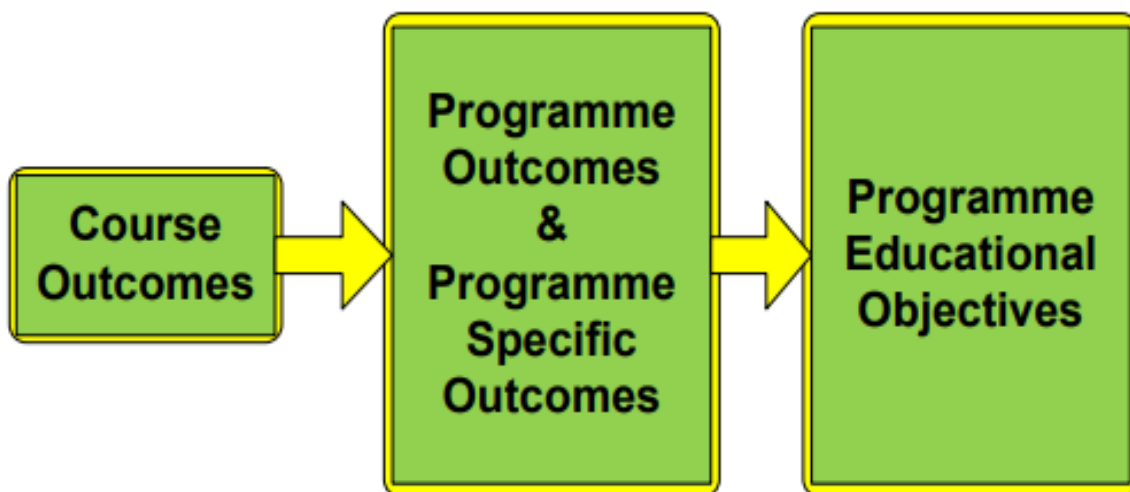 Course
Outcomes
Programme
Outcomes
&
Programme
Specific
Outcomes
Programme
Educational
Objectives